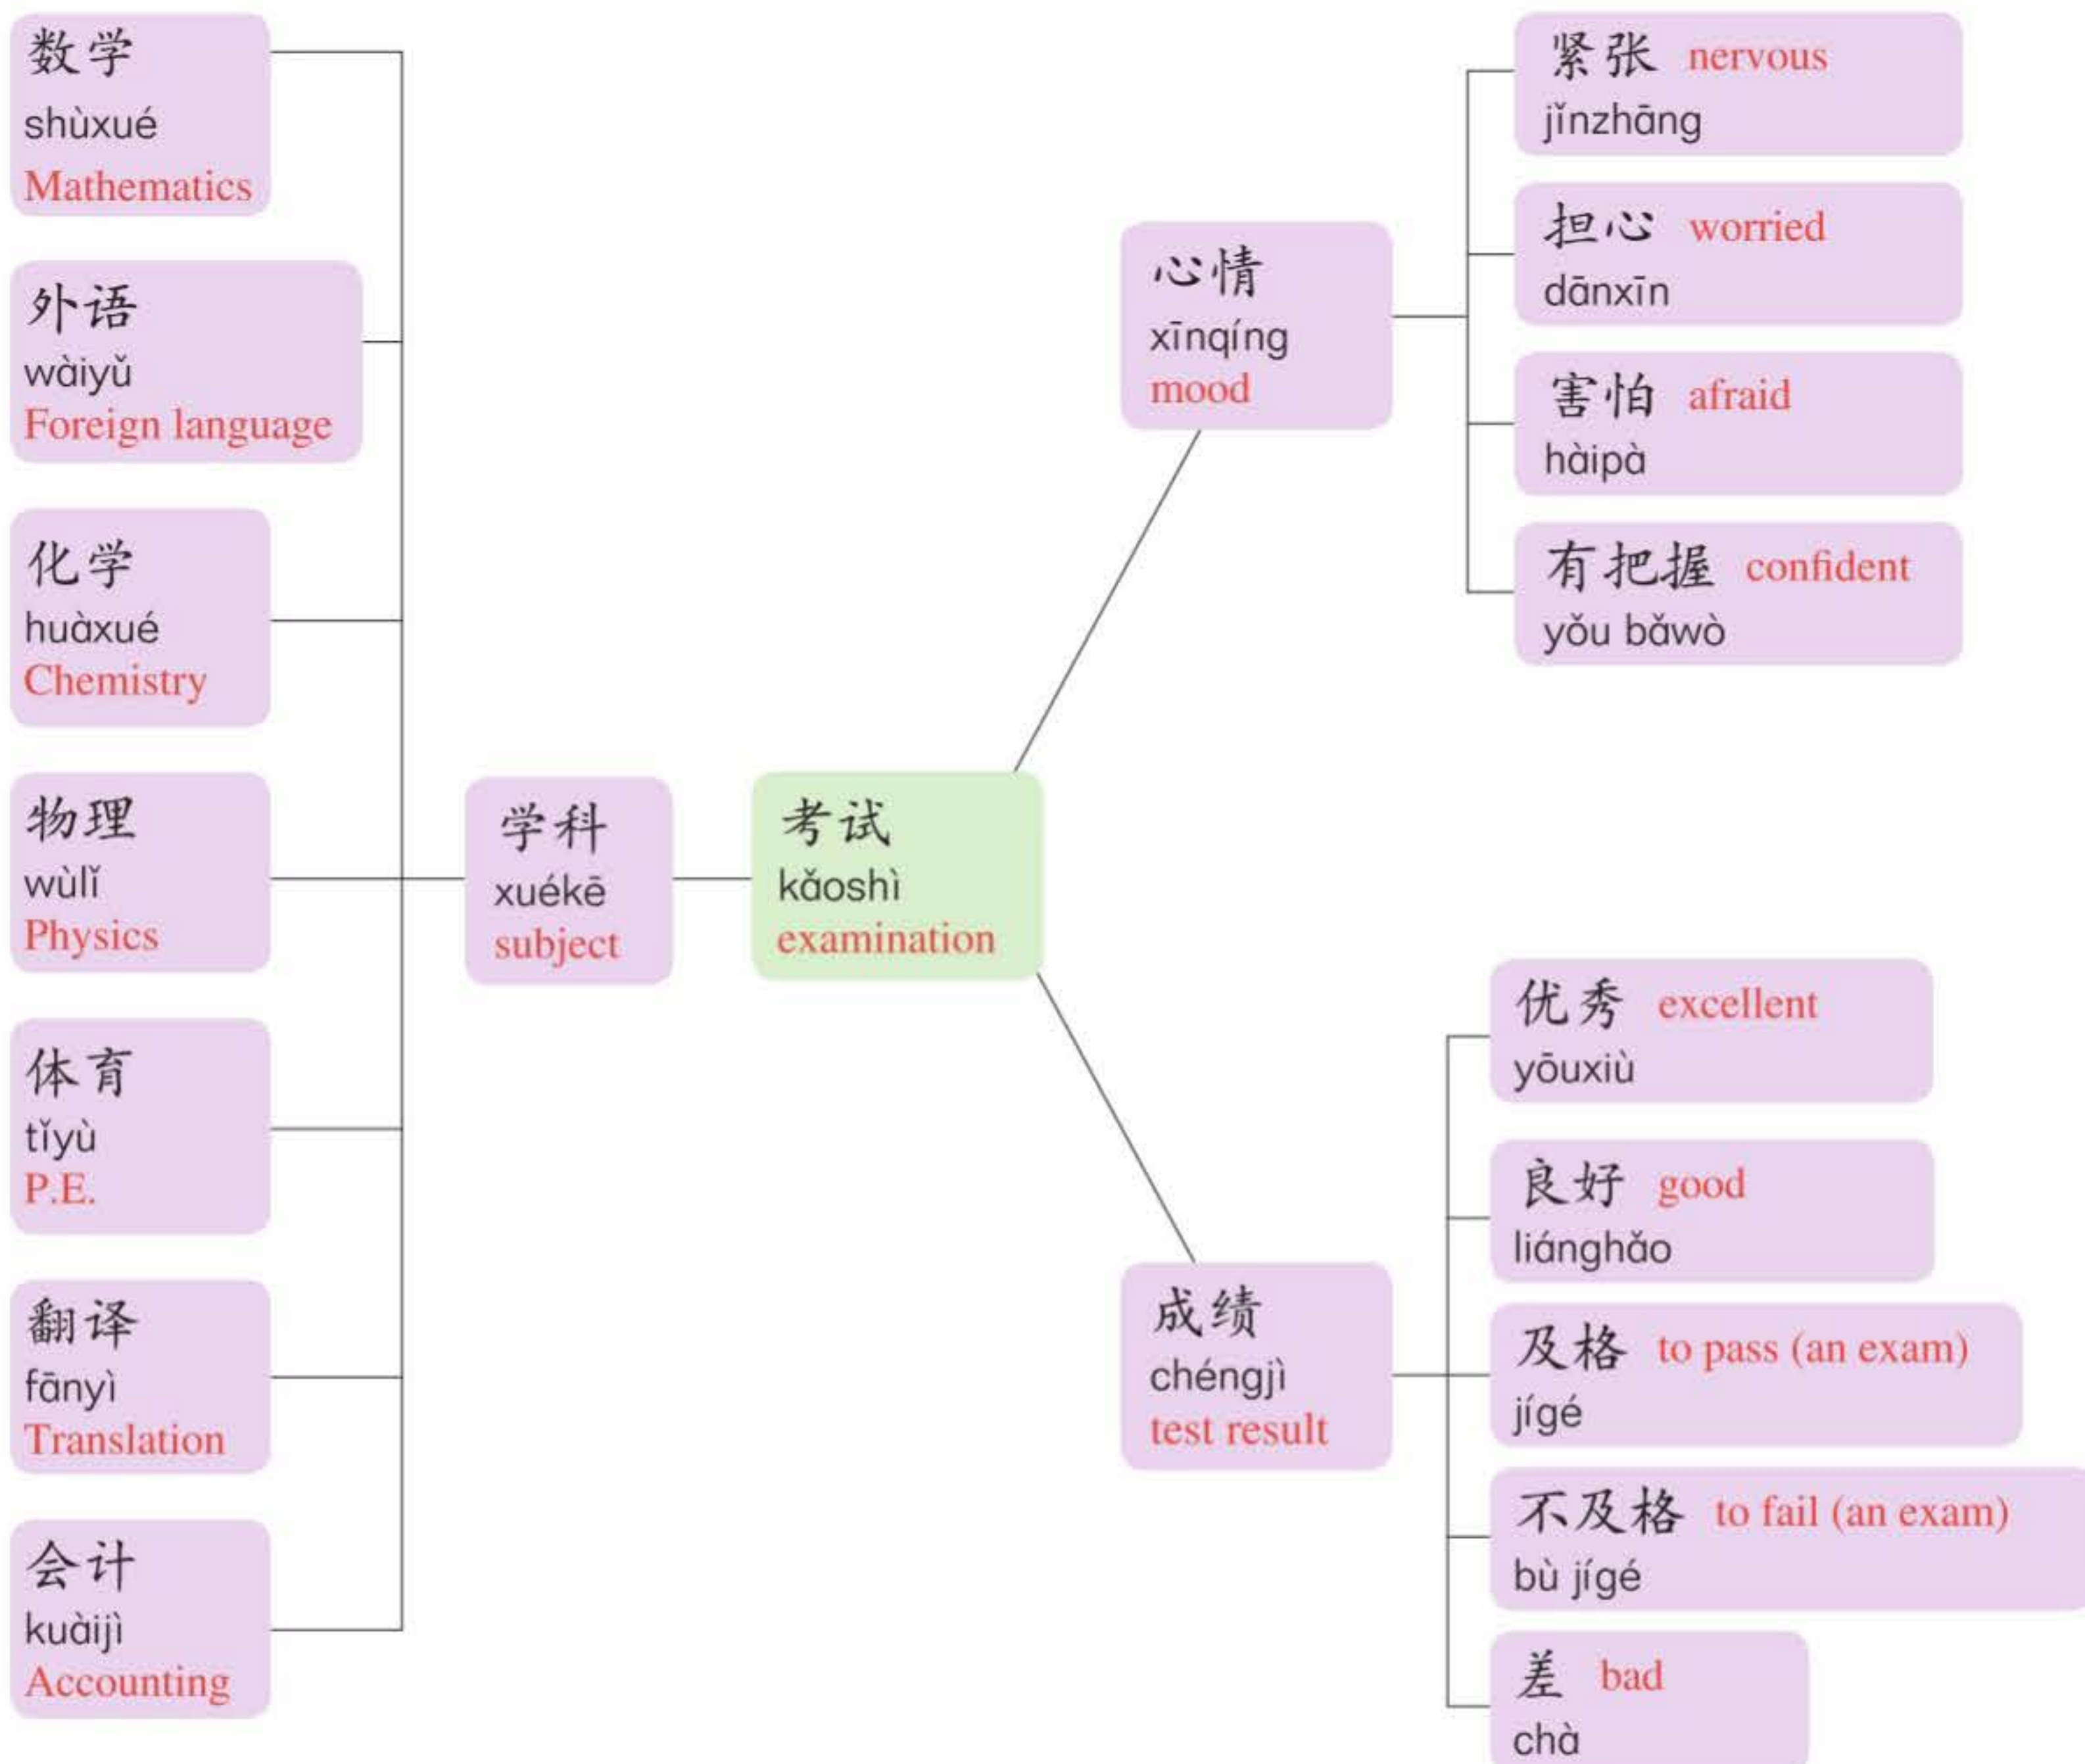 数学
shùxué
Mathematics
外语
wàiyǔ
Foreign language
化学
huàxué
Chemistry
物理
wùlǐ
Physics
体育
tǐyù
P.E.
翻译
fānyì
Translation
会计
kuàijì
Accounting
学科
xuékē
subject
考试
kǎoshì
examination
心情
xīnqíng
mood
紧张 nervous
jǐnzhāng
担心 worried
dānxīn
害怕 afraid
hàipà
有把握 confident
yǒu bǎwò
成绩
chéngjì
test result
优秀 excellent
yōuxiù
良好 good
liánghǎo
及格 to pass (an exam)
jígé
不及格 to fail (an exam)
bù jígé
差 bad
chà